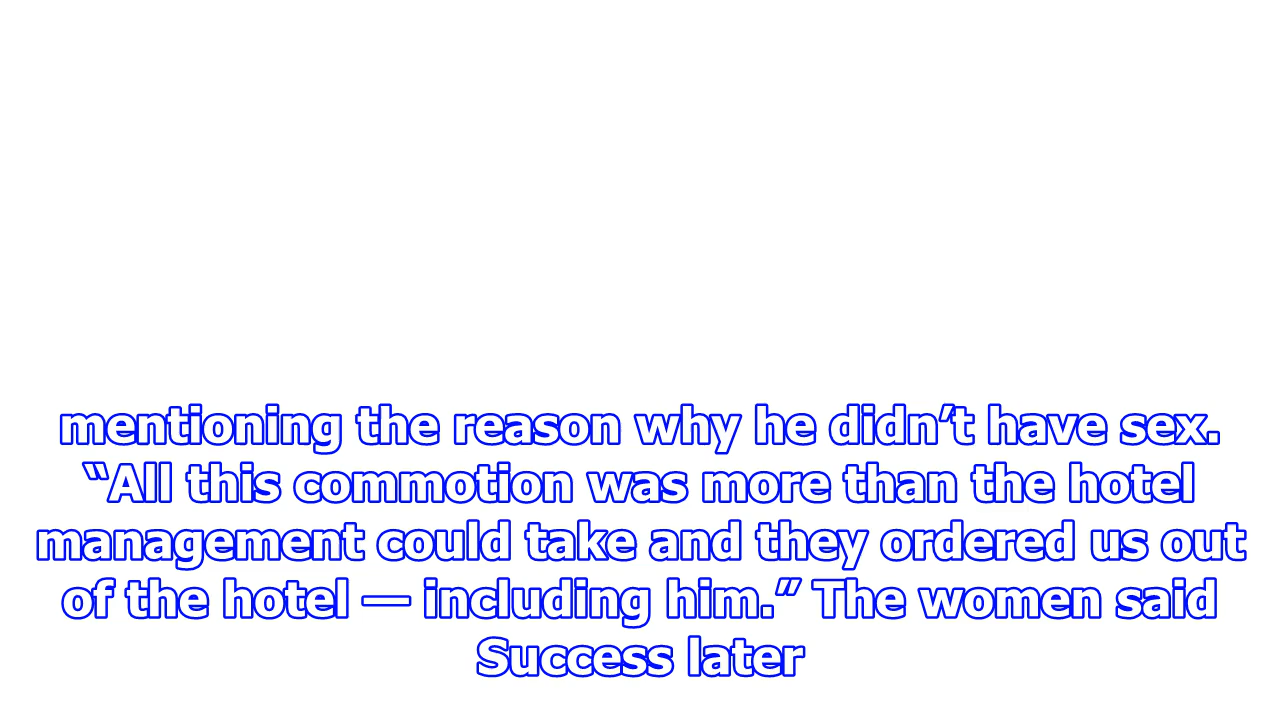 mentioning the reason why he didn’t have sex.
“All this commotion was more than the hotel
management could take and they ordered us out
of the hotel — including him.” The women said
Success later